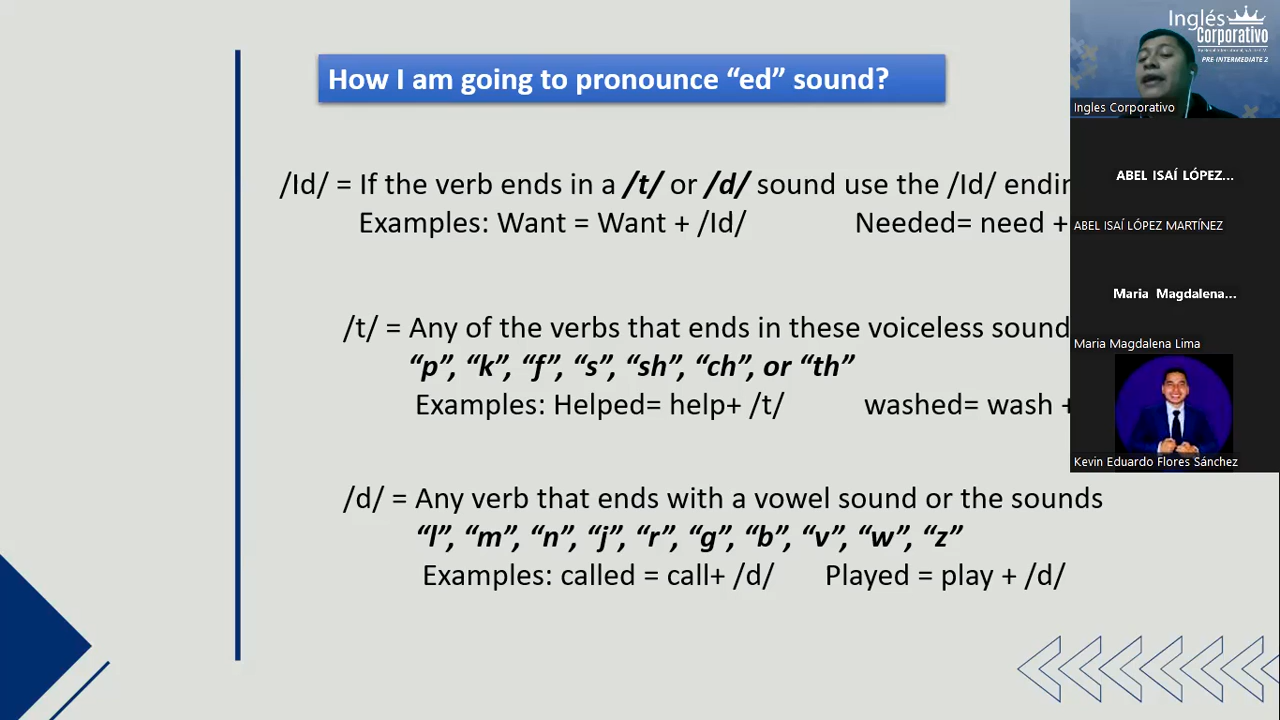 How I am going to pronounce “ed” sound?
/Id/ = If the verb ends in a /t/ or /d/ sound use the /Id/ endin
Examples: Want = Want + /Id/ Needed= need +
/t/ = Any of the verbs that ends in these voiceless sound
“p”, “k”, “f”, “s”, “sh”, “ch”, or “th”
Examples: Helped= help+ /t/ washed= wash +
/d/ = Any verb that ends with a vowel sound or the sounds
“l”, “m”, “n”, “j”, “r”, “g”, “b”, “v”, “w”, “z”
Examples: called = call+ /d/ Played = play + /d/
Inglés
Corporativo
PRE INTERMEDIATE 2
Ingles Corporativo
ABEL ISAÍ LÓPEZ...
ABEL ISAÍ LÓPEZ MARTÍNEZ
Maria Magdalena...
Maria Magdalena Lima
Kevin Eduardo Flores Sánchez